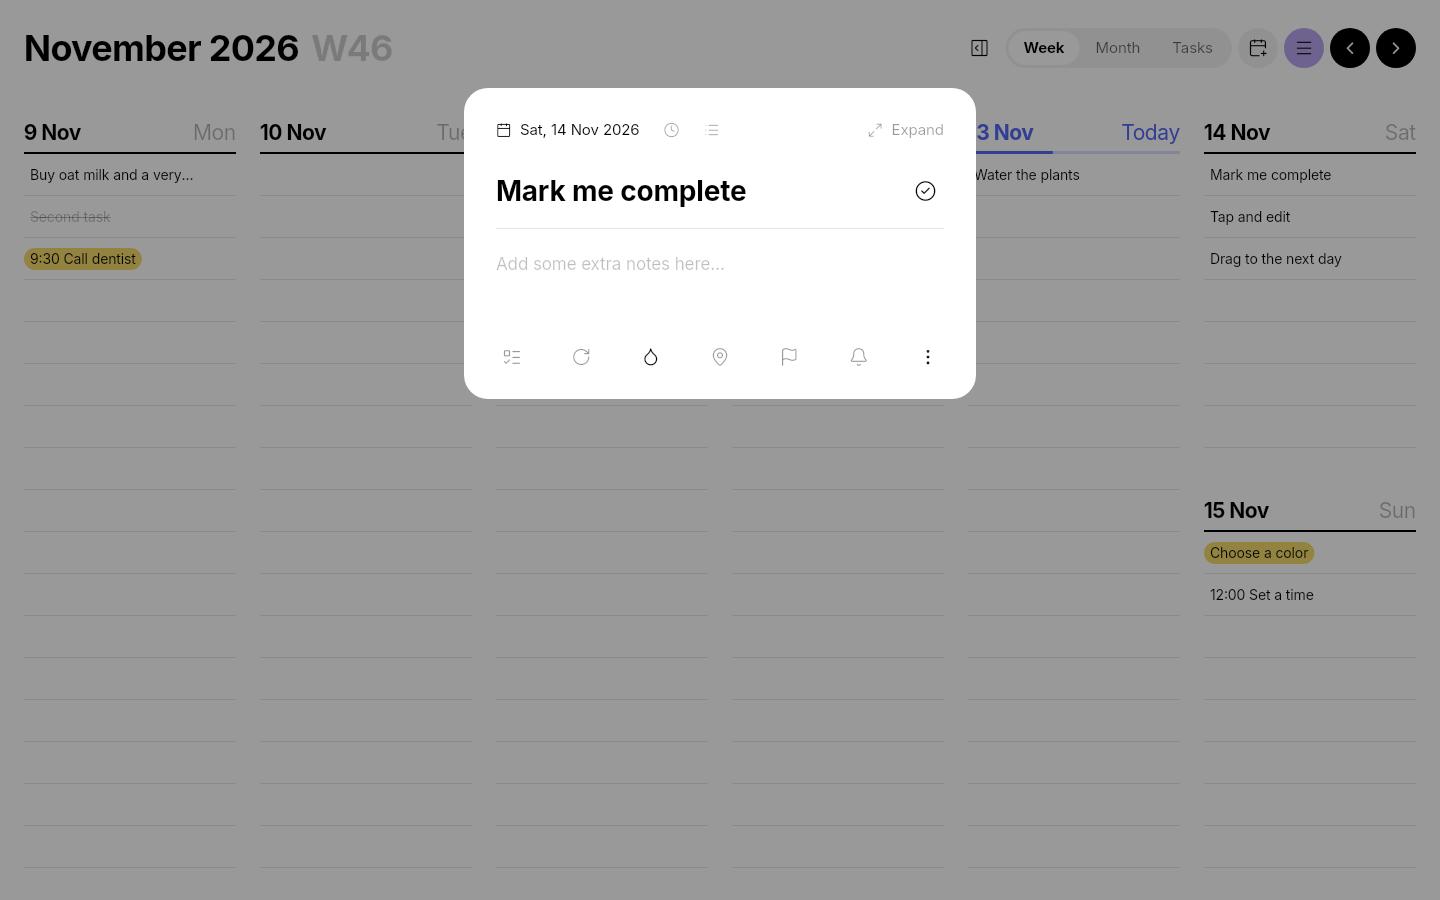 November 2026 W46
Week
Month
Tasks
9 Nov Mon
Buy oat milk and a very...
Second task
9:30 Call dentist
10 Nov Tue
Sat, 14 Nov 2026
Expand
Mark me complete
Add some extra notes here...
3 Nov Today
Water the plants
14 Nov Sat
Mark me complete
Tap and edit
Drag to the next day
15 Nov Sun
Choose a color
12:00 Set a time